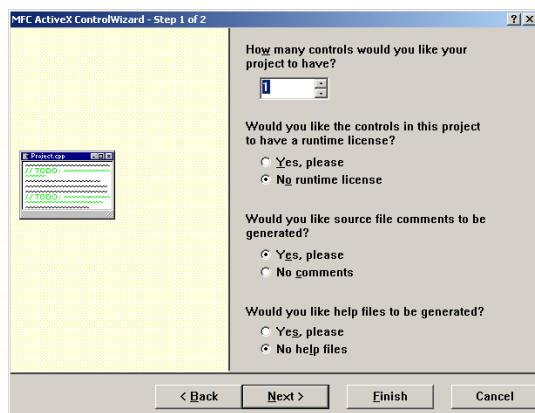 MFC ActiveX ControlWizard - Step 1 of 2
How many controls would you like your
project to have?
1
Would you like the controls in this project
to have a runtime license?
Yes, please
No runtime license
Project.cpp
// TODO:
// TODO:
Would you like source file comments to be
generated?
Yes, please
No comments
Would you like help files to be generated?
Yes, please
No help files
< Back
Next >
Finish
Cancel